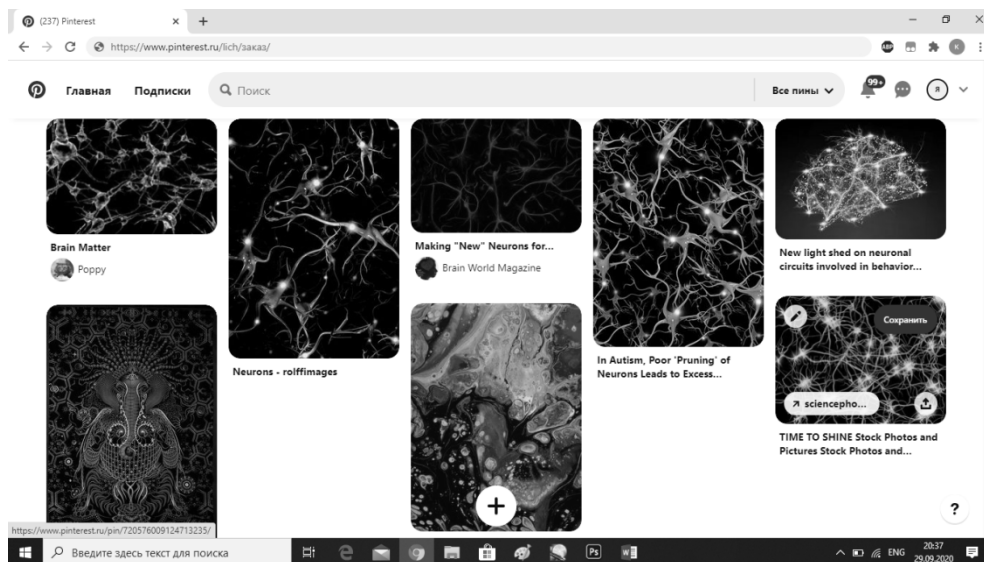 (237) Pinterest
https://www.pinterest.ru/lich/заказ/
ABP
K
Главная
Подписки
Поиск
Все пины
99+
Я
Brain Matter
Poppy
Neurons - rolffimages
Making "New" Neurons for...
Brain World Magazine
In Autism, Poor 'Pruning' of
Neurons Leads to Excess...
New light shed on neuronal
circuits involved in behavior...
Сохранить
sciencepho...
TIME TO SHINE Stock Photos and
Pictures Stock Photos and...
?
https://www.pinterest.ru/pin/720576009124713235/
Введите здесь текст для поиска
Ps
ENG
20:37
29.09.2020